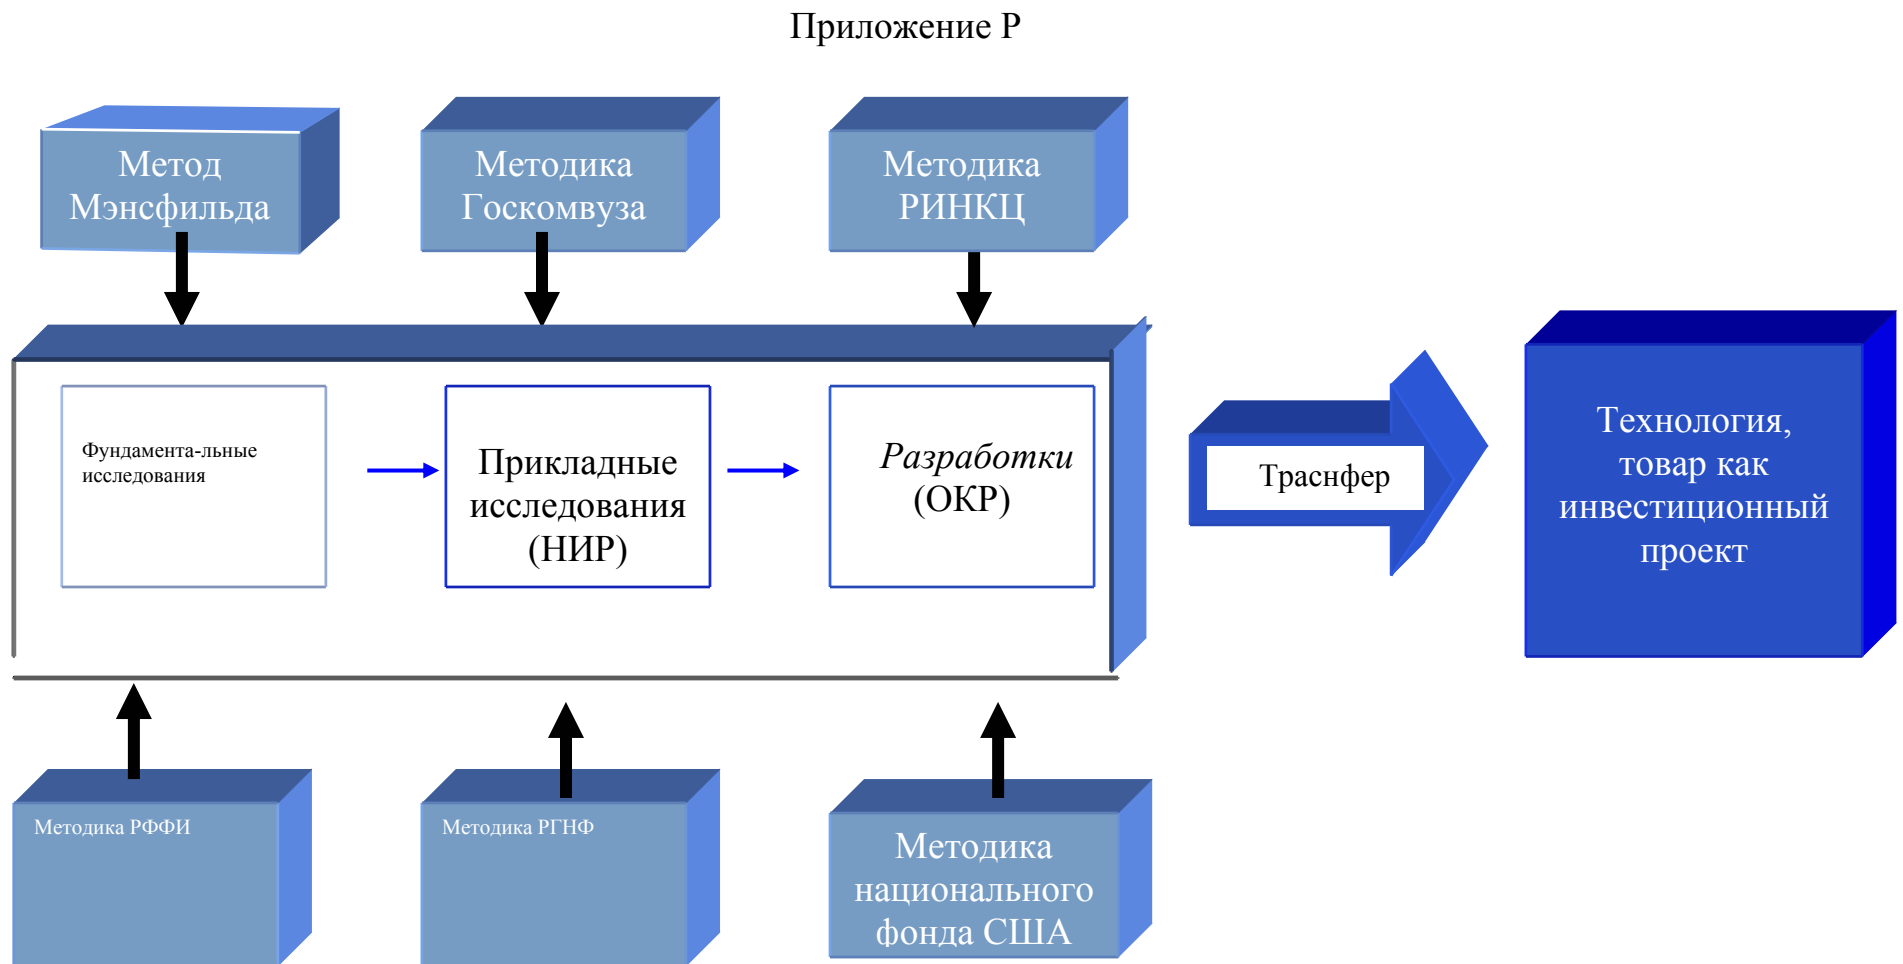 Приложение Р
Метод
Мэнсфильда
Методика
Госкомвуза
Методика
РИНКЦ
Фундамента-льные
исследования
Прикладные
исследования
(НИР)
Разработки
(ОКР)
Траснфер
Технология,
товар как
инвестиционный
проект
Методика РФФИ
Методика РГНФ
Методика
национального
фонда США